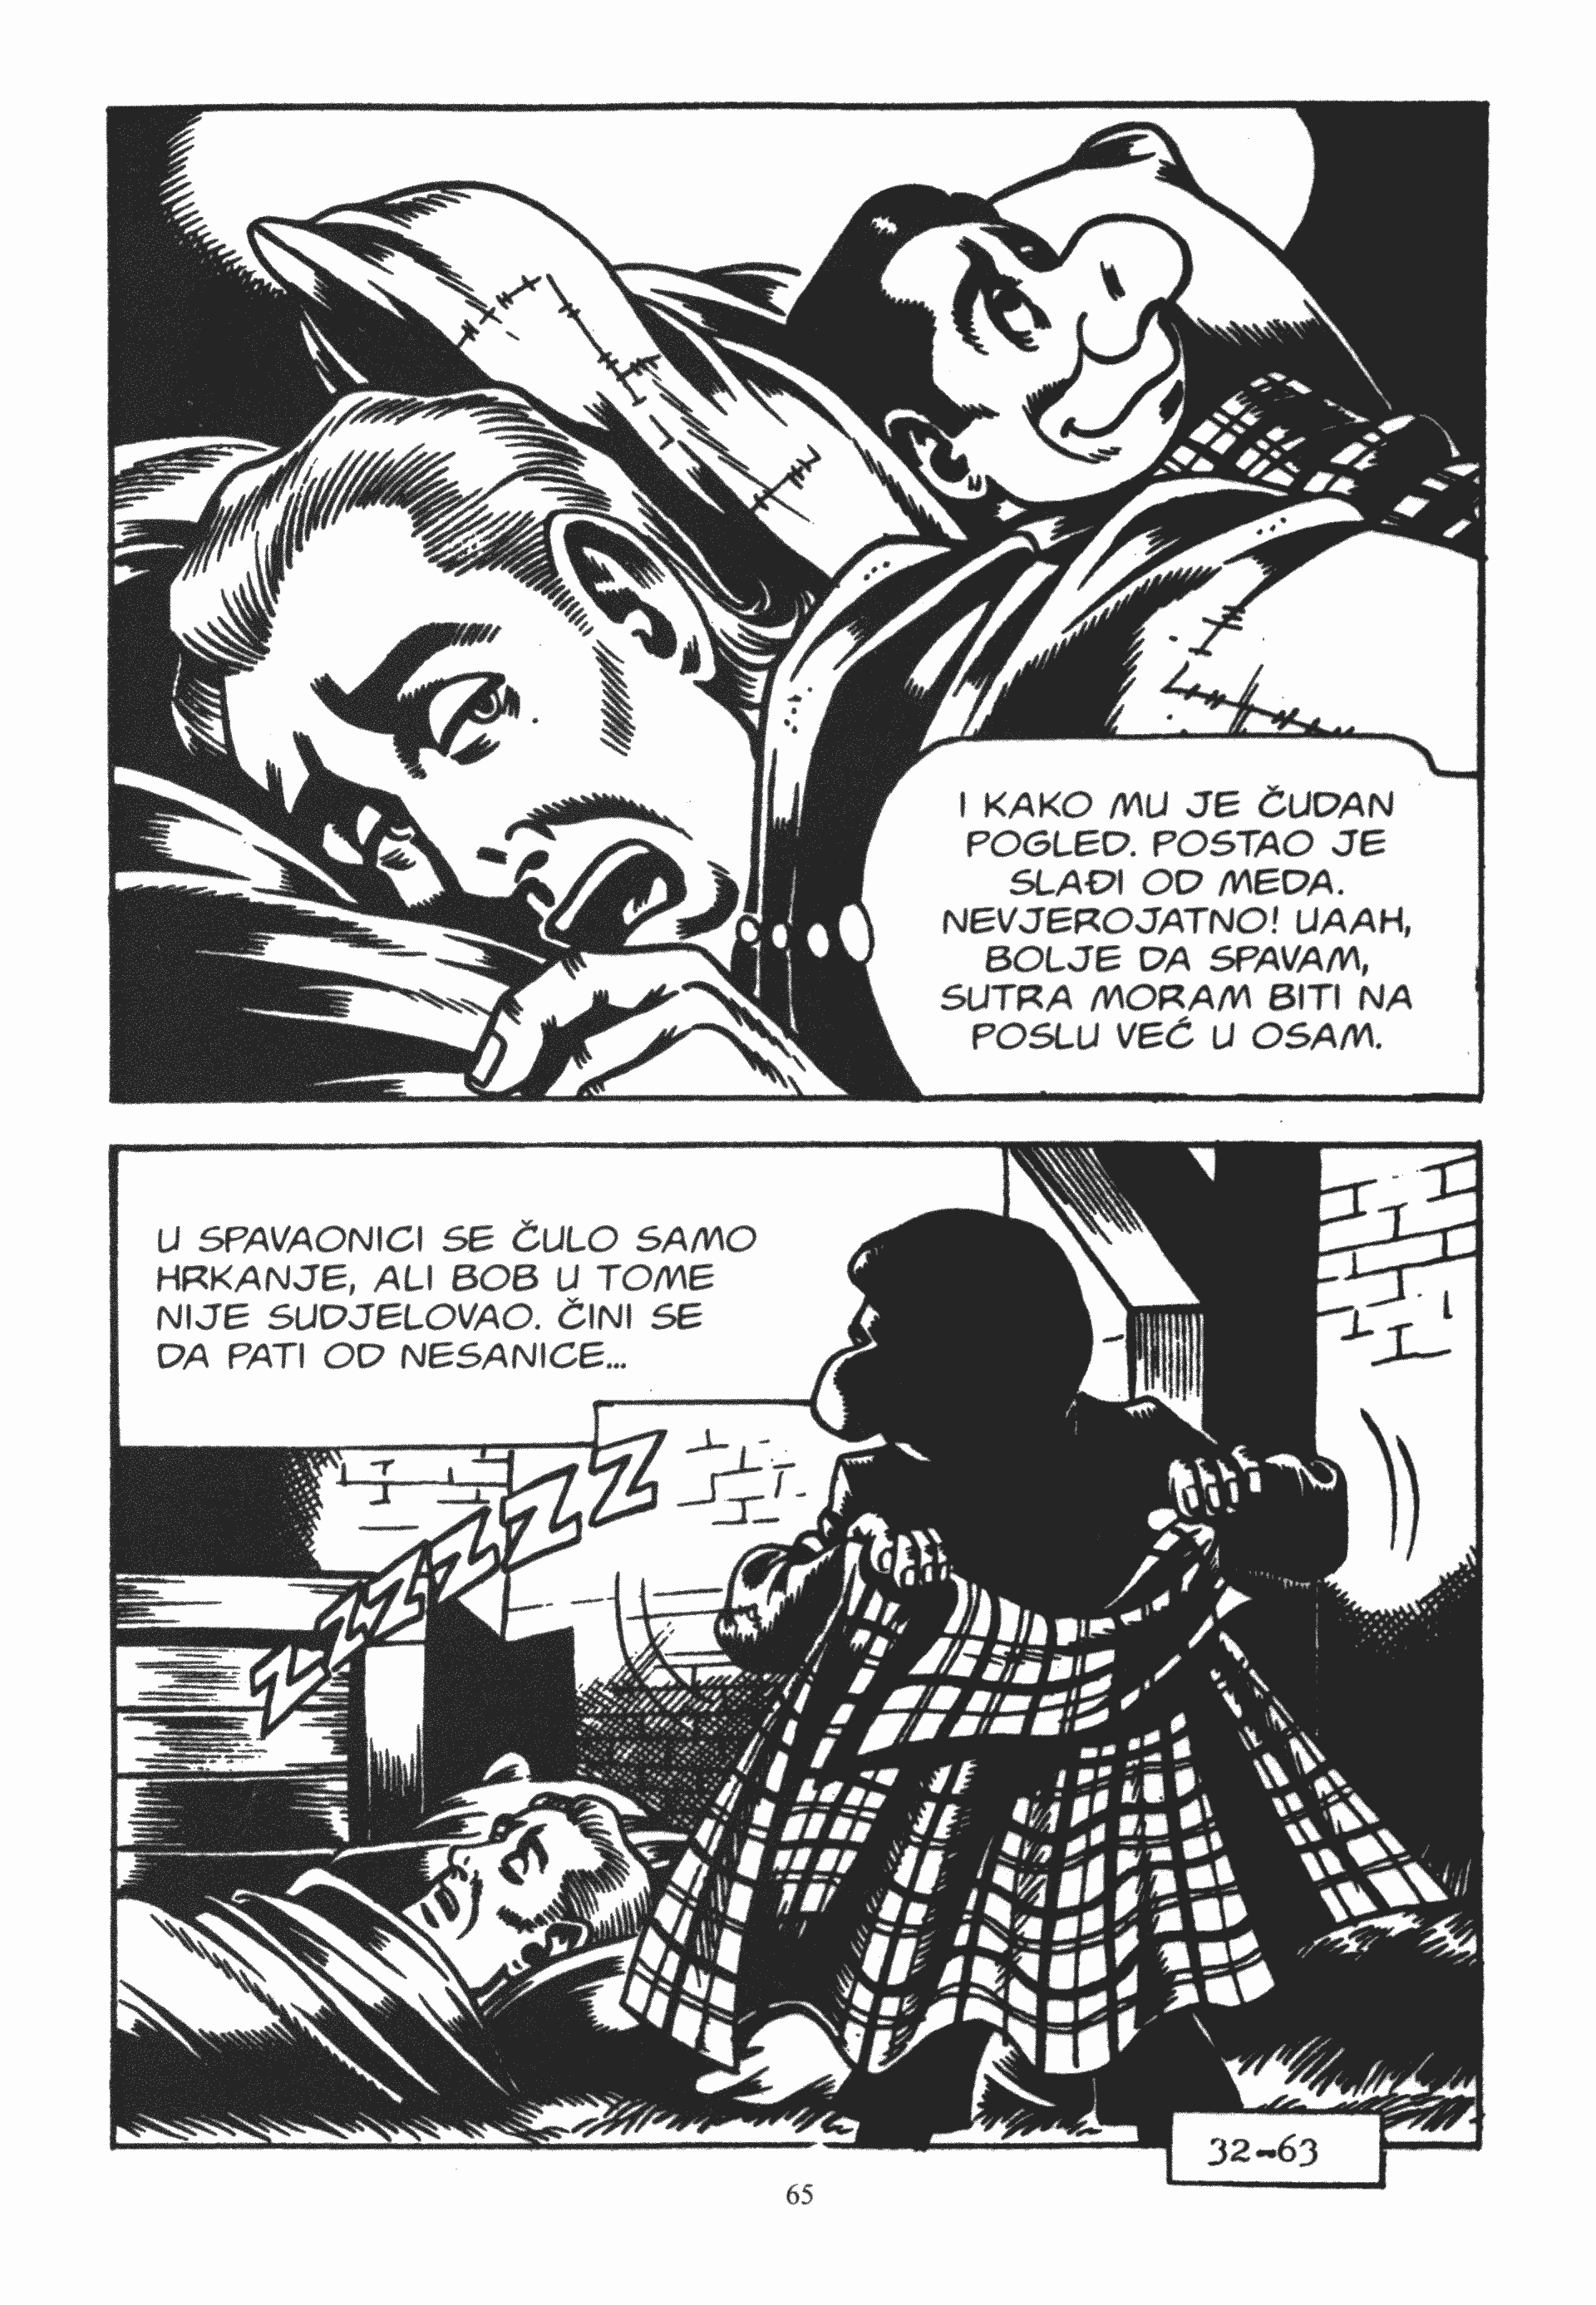 I KAKO MU JE ČUDAN
POGLED. POSTAO JE
SLAĐI OD MEDA.
NEVJEROJATNO! UAAH,
BOLJE DA SPAVAM,
SUTRA MORAM BITI NA
POSLU VEĆ U OSAM.
U SPAVAONICI SE ČULO SAMO
HRKANJE, ALI BOB U TOME
NIJE SUDJELOVAO. ČINI SE
DA PATI OD NESANICE...
ZZZZZZZ
32-63
65